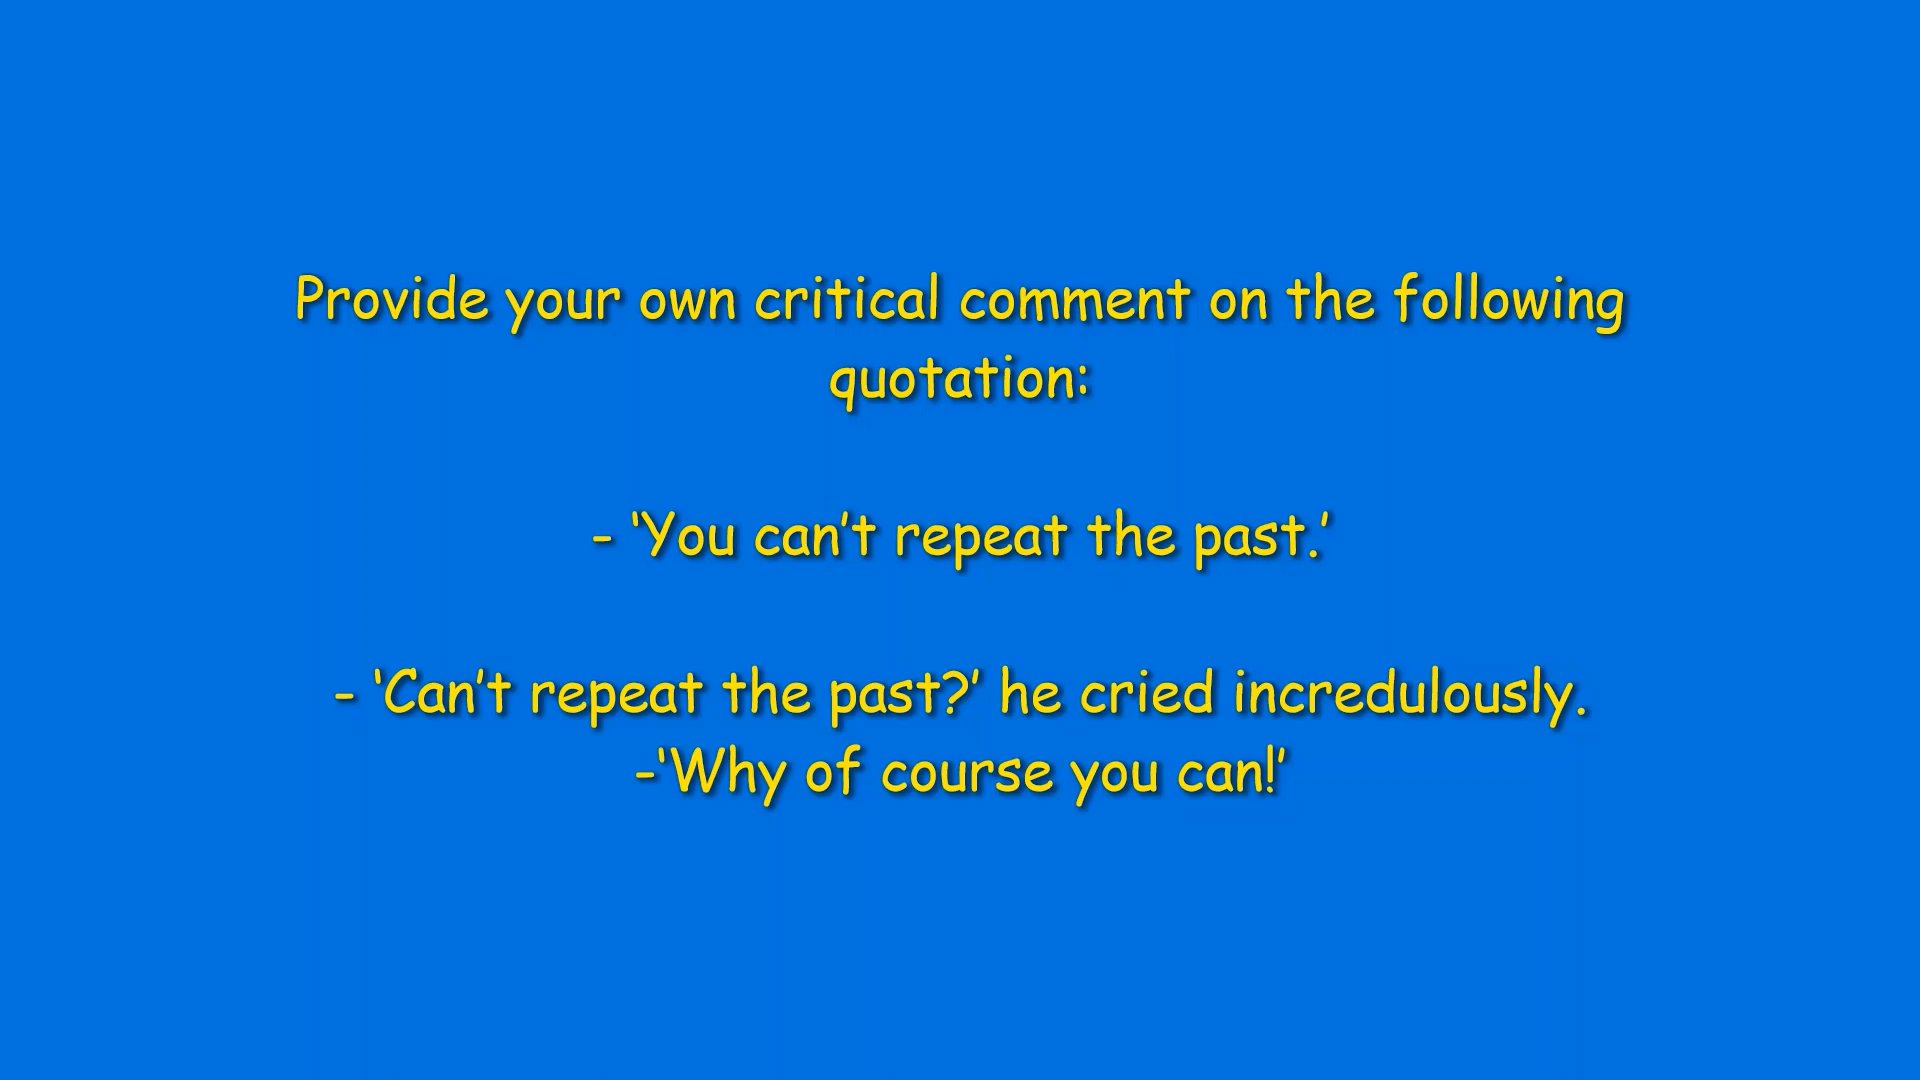 Provide your own critical comment on the following
quotation:
- ‘You can’t repeat the past.’
- ‘Can’t repeat the past?’ he cried incredulously.
-‘Why of course you can!’